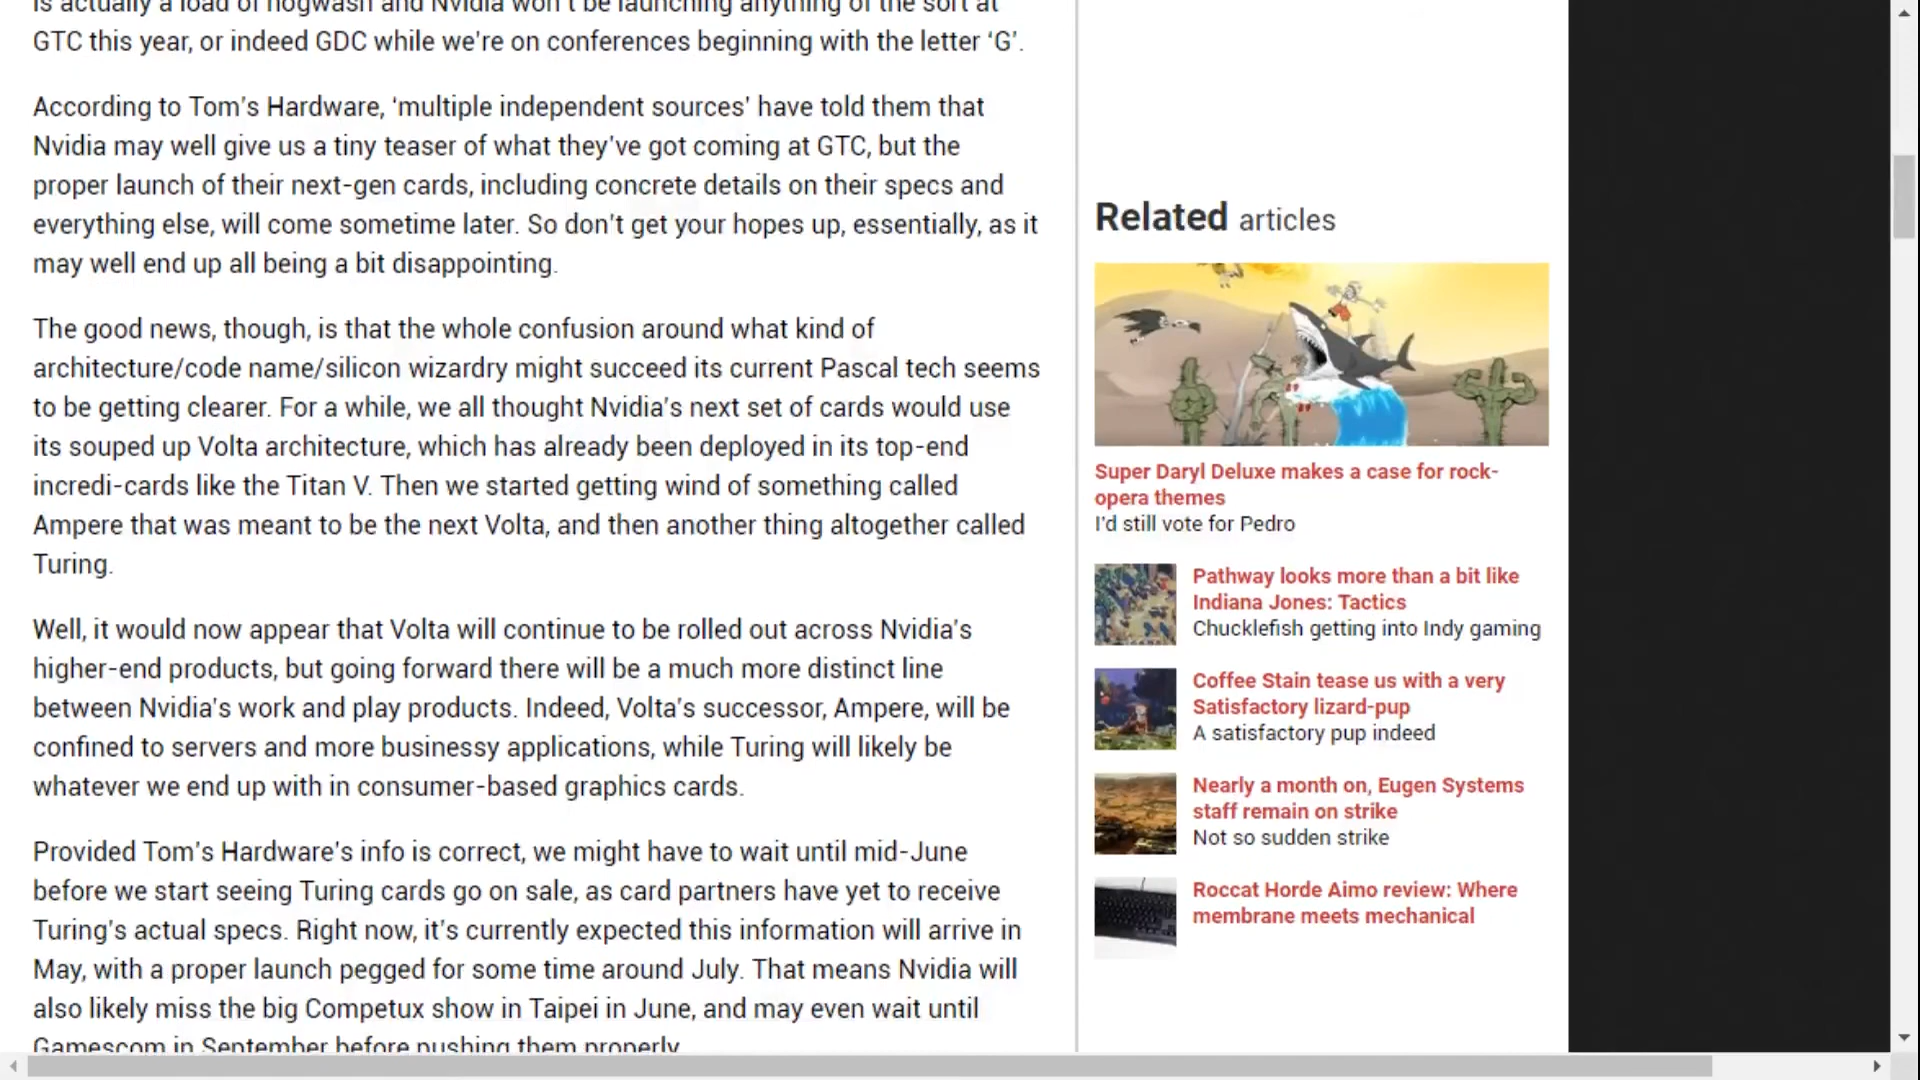 is actually a load of hogwash and Nvidia won't be launching anything of the sort at
GTC this year, or indeed GDC while we're on conferences beginning with the letter ‘G’.
According to Tom's Hardware, ‘multiple independent sources’ have told them that
Nvidia may well give us a tiny teaser of what they've got coming at GTC, but the
proper launch of their next-gen cards, including concrete details on their specs and
everything else, will come sometime later. So don't get your hopes up, essentially, as it
may well end up all being a bit disappointing.
The good news, though, is that the whole confusion around what kind of
architecture/code name/silicon wizardry might succeed its current Pascal tech seems
to be getting clearer. For a while, we all thought Nvidia's next set of cards would use
its souped up Volta architecture, which has already been deployed in its top-end
incredi-cards like the Titan V. Then we started getting wind of something called
Ampere that was meant to be the next Volta, and then another thing altogether called
Turing.
Well, it would now appear that Volta will continue to be rolled out across Nvidia's
higher-end products, but going forward there will be a much more distinct line
between Nvidia's work and play products. Indeed, Volta's successor, Ampere, will be
confined to servers and more businessy applications, while Turing will likely be
whatever we end up with in consumer-based graphics cards.
Provided Tom's Hardware's info is correct, we might have to wait until mid-June
before we start seeing Turing cards go on sale, as card partners have yet to receive
Turing's actual specs. Right now, it's currently expected this information will arrive in
May, with a proper launch pegged for some time around July. That means Nvidia will
also likely miss the big Competux show in Taipei in June, and may even wait until
Gamescom in September before pushing them properly
Related articles
Super Daryl Deluxe makes a case for rock-
opera themes
I'd still vote for Pedro
Pathway looks more than a bit like
Indiana Jones: Tactics
Chucklefish getting into Indy gaming
Coffee Stain tease us with a very
Satisfactory lizard-pup
A satisfactory pup indeed
Nearly a month on, Eugen Systems
staff remain on strike
Not so sudden strike
Roccat Horde Aimo review: Where
membrane meets mechanical